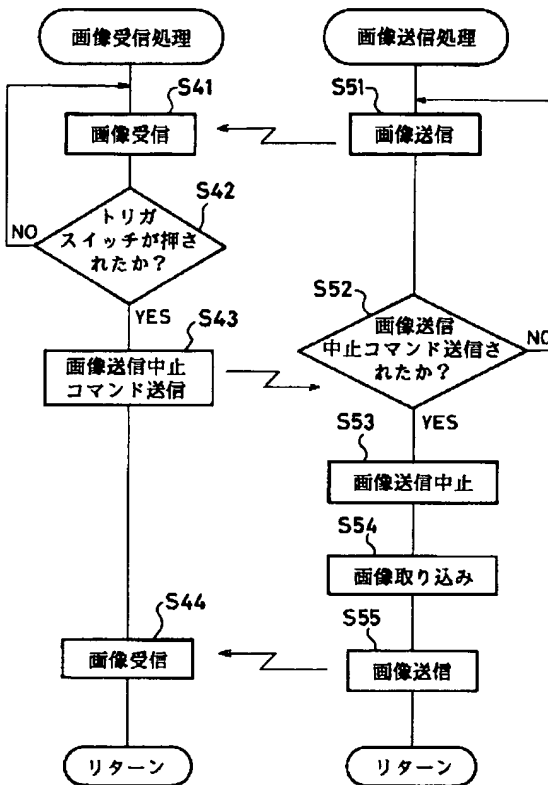 画像受信処理
画像送信処理
S41
画像受信
S51
画像送信
S42
トリガ
スイッチが押さ
れたか?
NO
YES
S43
画像送信中止
コマンド送信
S52
画像送信
中止コマンド送信さ
れたか?
NO
YES
S53
画像送信中止
S54
画像取り込み
S44
画像受信
S55
画像送信
リターン
リターン